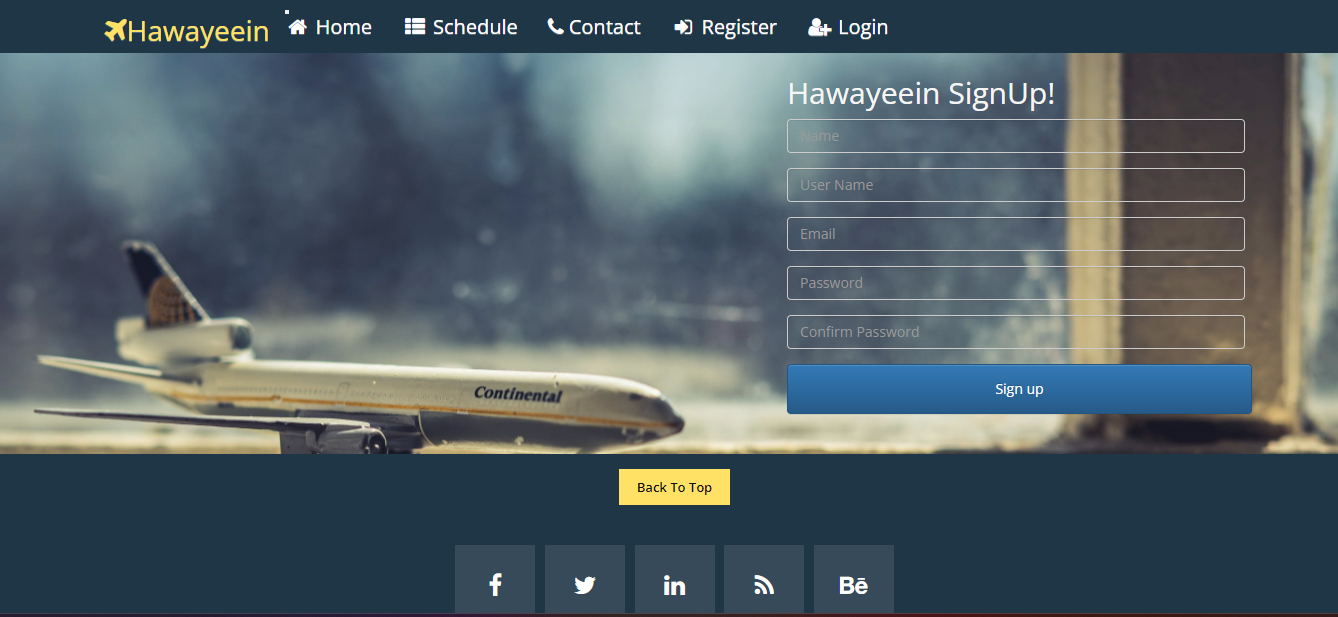 Hawayeein Home Schedule Contact Register Login
Hawayeein SignUp!
Name
User Name
Email
Password
Confirm Password
Sign up
Continental
Back To Top
f in Bē